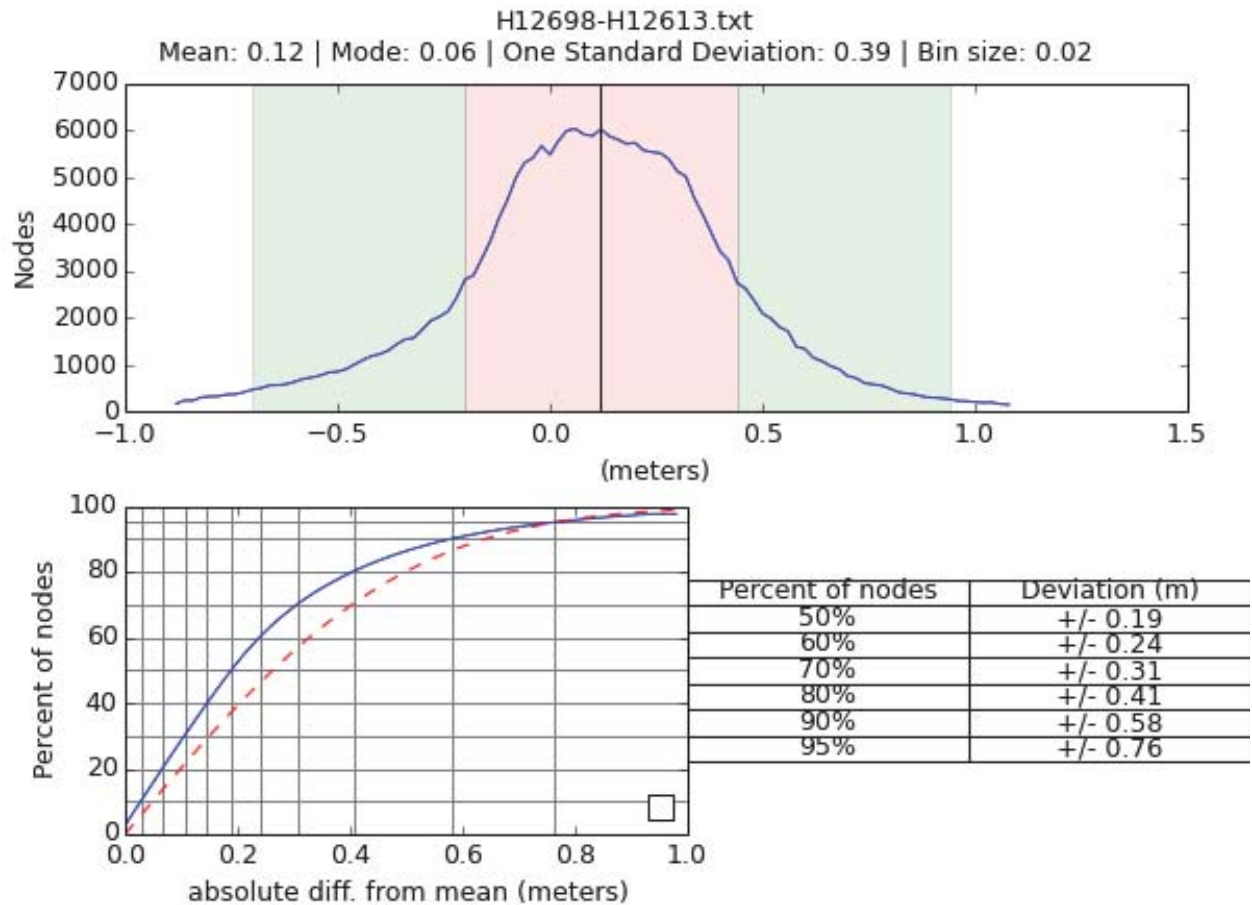 H12698-H12613.txt
Mean: 0.12 | Mode: 0.06 | One Standard Deviation: 0.39 | Bin size: 0.02
7000
6000
5000
4000
3000
2000
1000
0
Nodes
−1.0 −0.5 0.0 0.5 1.0 1.5
(meters)
100
80
60
40
20
0
Percent of nodes
0.0 0.2 0.4 0.6 0.8 1.0
absolute diff. from mean (meters)
Percent of nodes Deviation (m)
50% +/- 0.19
60% +/- 0.24
70% +/- 0.31
80% +/- 0.41
90% +/- 0.58
95% +/- 0.76